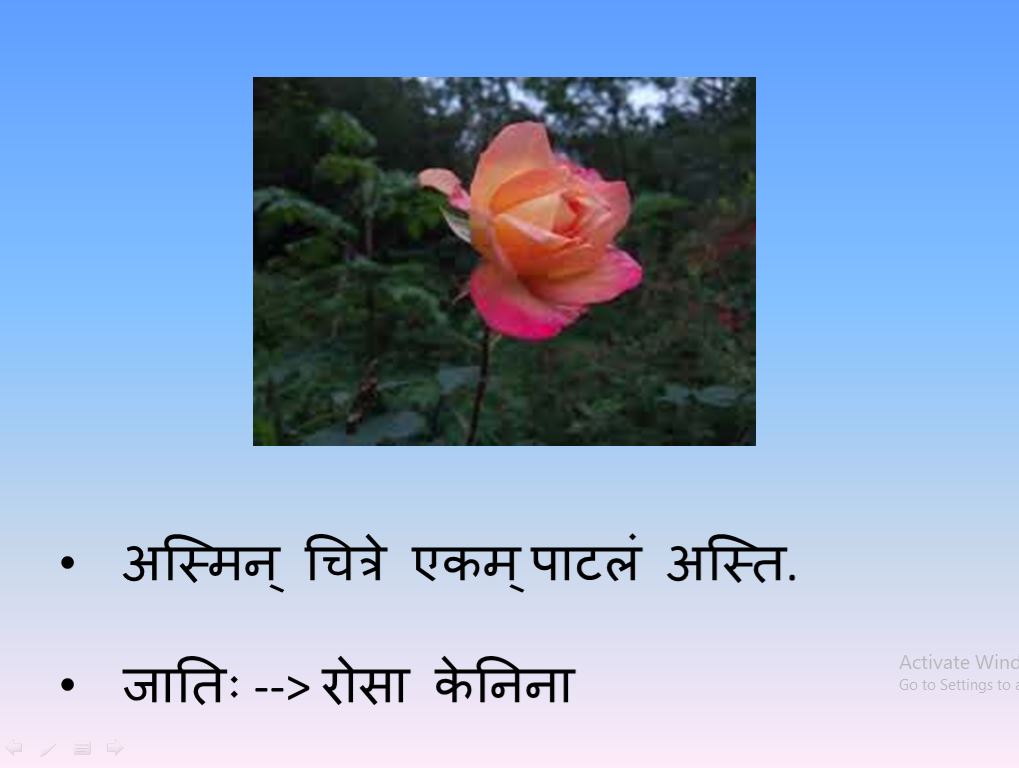 • अस्मिन् चित्रे एकम् पाटलं अस्ति.
• जातिः --> रोसा केनिना
Activate Wind
Go to Settings to a